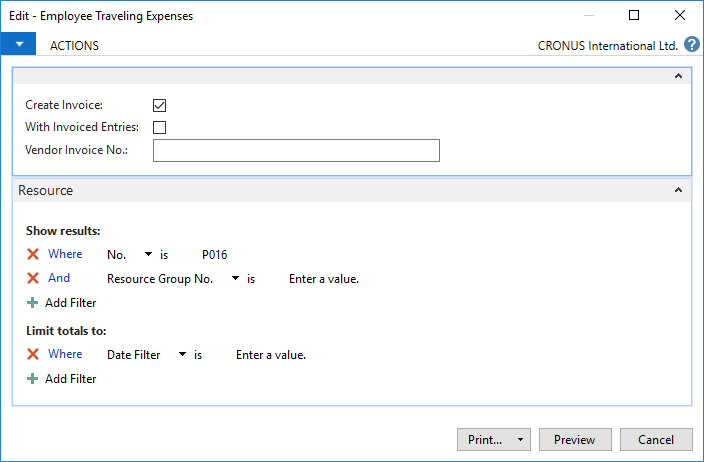 Edit - Employee Traveling Expenses
ACTIONS CRONUS International Ltd. ?
Create Invoice:
With Invoiced Entries:
Vendor Invoice No.:
Resource
Show results:
Where No. is P016
And Resource Group No. is Enter a value.
Add Filter
Limit totals to:
Where Date Filter is Enter a value.
Add Filter
Print... Preview Cancel